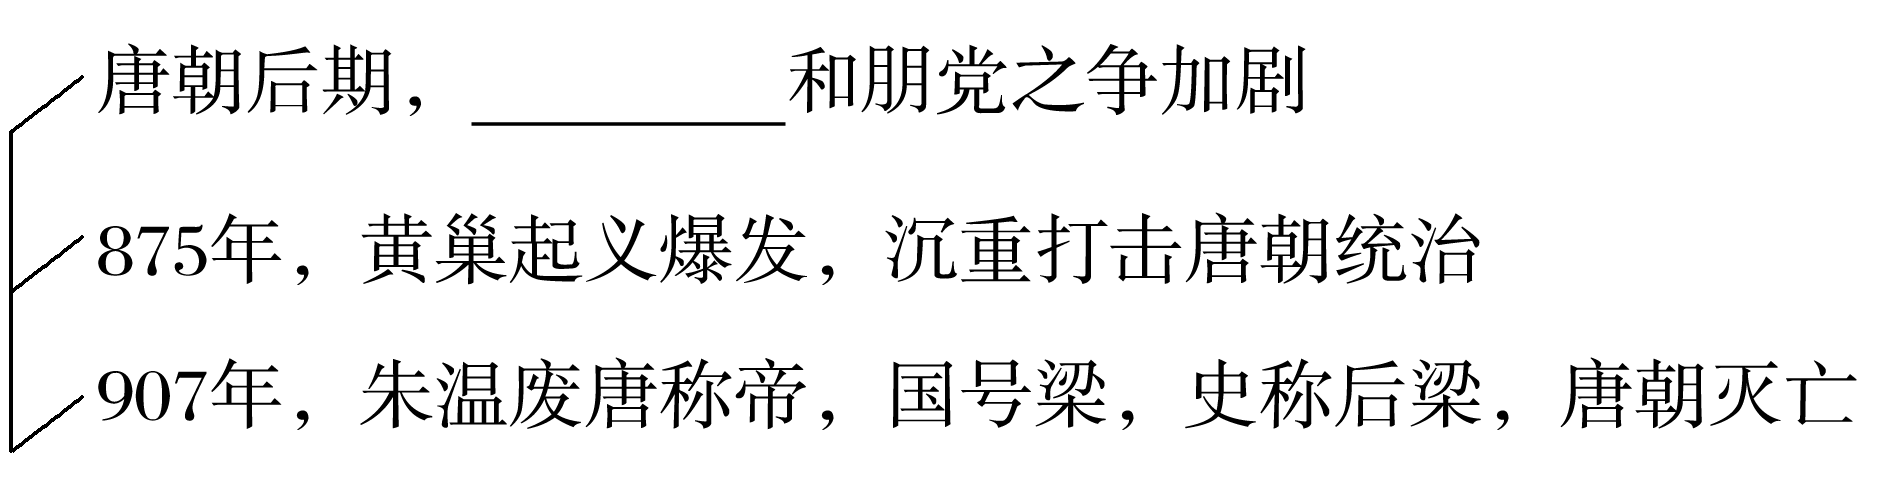 唐朝后期，________和朋党之争加剧
875年，黄巢起义爆发，沉重打击唐朝统治
907年，朱温废唐称帝，国号梁，史称后梁，唐朝灭亡